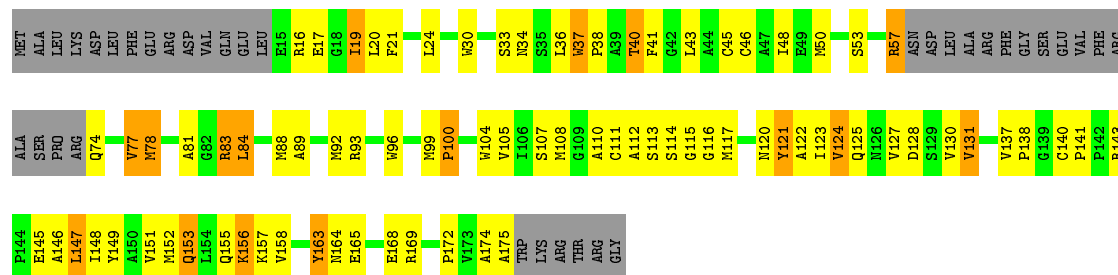 MET ALA LEU LYS ASP LEU PHE GLU ARG ASP VAL GLN GLU LEU E15 R16 E17 G18 I19 L20 F21 L24 W30 S33 N34 S35 L36 W37 P38 A39 T40 F41 G42 L43 A44 C45 C46 A47 I48 E49 M50 S53 R57 ASN ASP LEU ALA ARG PHE GLY SER GLU VAL PHE ARG
ALA SER PRO ARG Q74 V77 M78 A81 G82 R83 L84 M88 A89 M92 R93 W96 M99 P100 W104 V105 I106 S107 M108 G109 A110 C111 A112 S113 S114 G115 G116 M117 N120 Y121 A122 I123 V124 Q125 N126 V127 D128 S129 V130 V131 V137 P138 G139 C140 P141 P142 R143
P144 E145 A146 L147 I148 Y149 A150 V151 M152 Q153 L154 Q155 K156 K157 V158 Y163 N164 E165 E168 R169 P172 V173 A174 A175 TRP LYS ARG THR ARG GLY